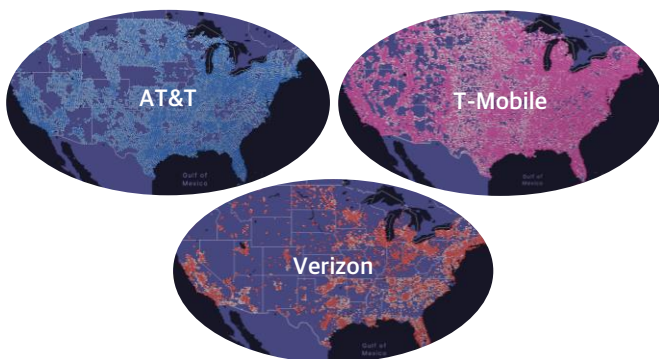 AT&T
Gulf of
Mexico
T-Mobile
Gulf of
Mexico
Verizon
Gulf of
Mexico